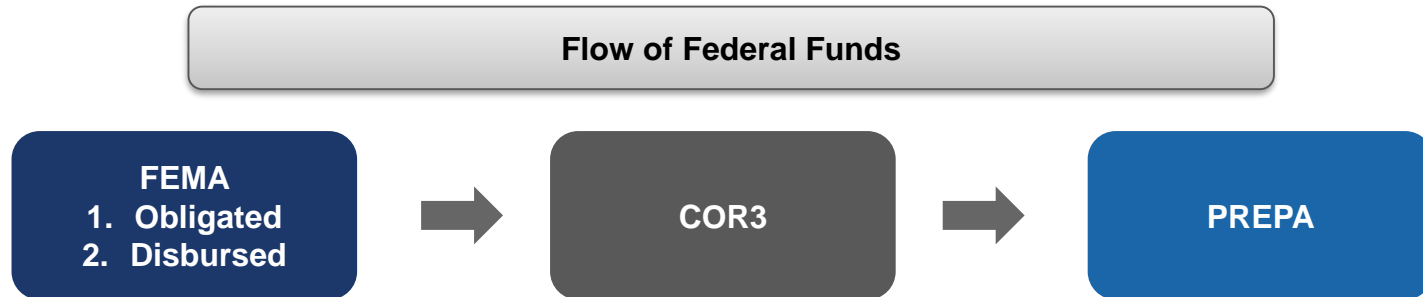 Flow of Federal Funds
FEMA
1. Obligated
2. Disbursed
COR3
PREPA